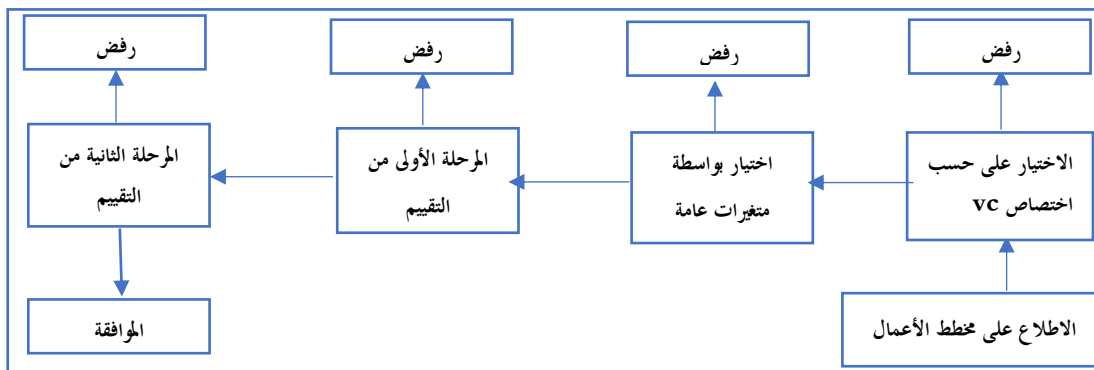 رفض
رفض
رفض
رفض
الاختيار على حسب
اختصاص vc
اختيار بواسطة
متغيرات عامة
المرحلة الأولى من
التقييم
المرحلة الثانية من
التقييم
الاطلاع على مخطط الأعمال
الموافقة